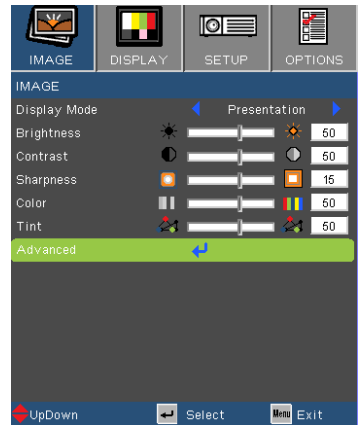 IMAGE DISPLAY SETUP OPTIONS
IMAGE
Display Mode Presentation
Brightness 50
Contrast 50
Sharpness 15
Color 50
Tint 50
Advanced
UpDown Select Menu Exit